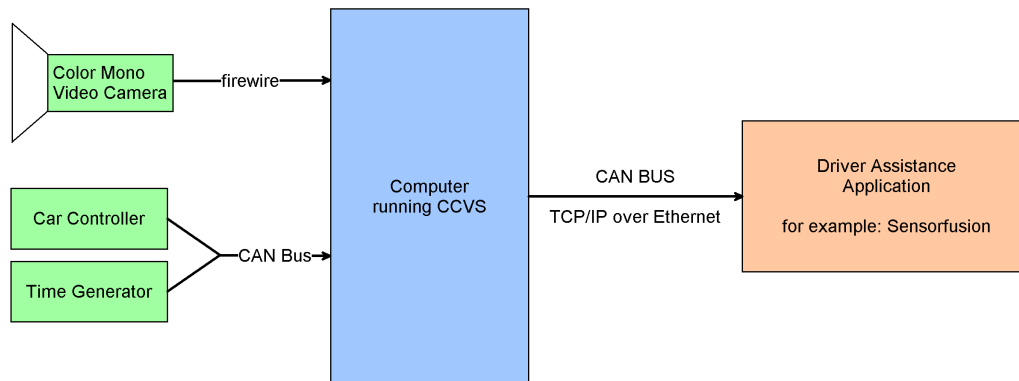 Color Mono
Video Camera
firewire
Car Controller
Time Generator
CAN Bus
Computer
running CCVS
CAN BUS
TCP/IP over Ethernet
Driver Assistance
Application
for example: Sensorfusion